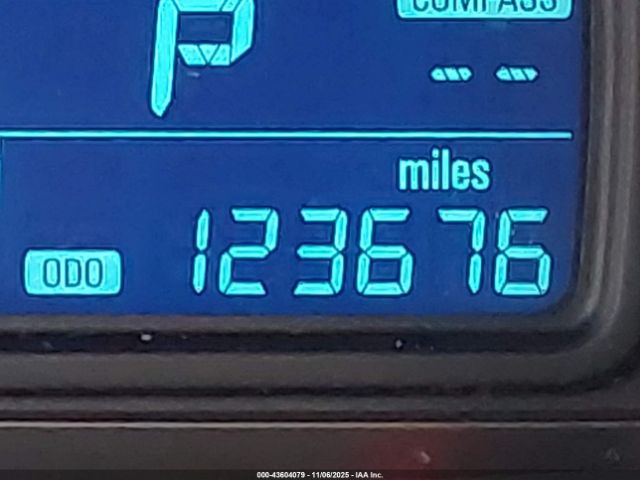 COMPASS
P
-- --
miles
ODO 123676
000-43604079 - 11/06/2025 - IAA Inc.